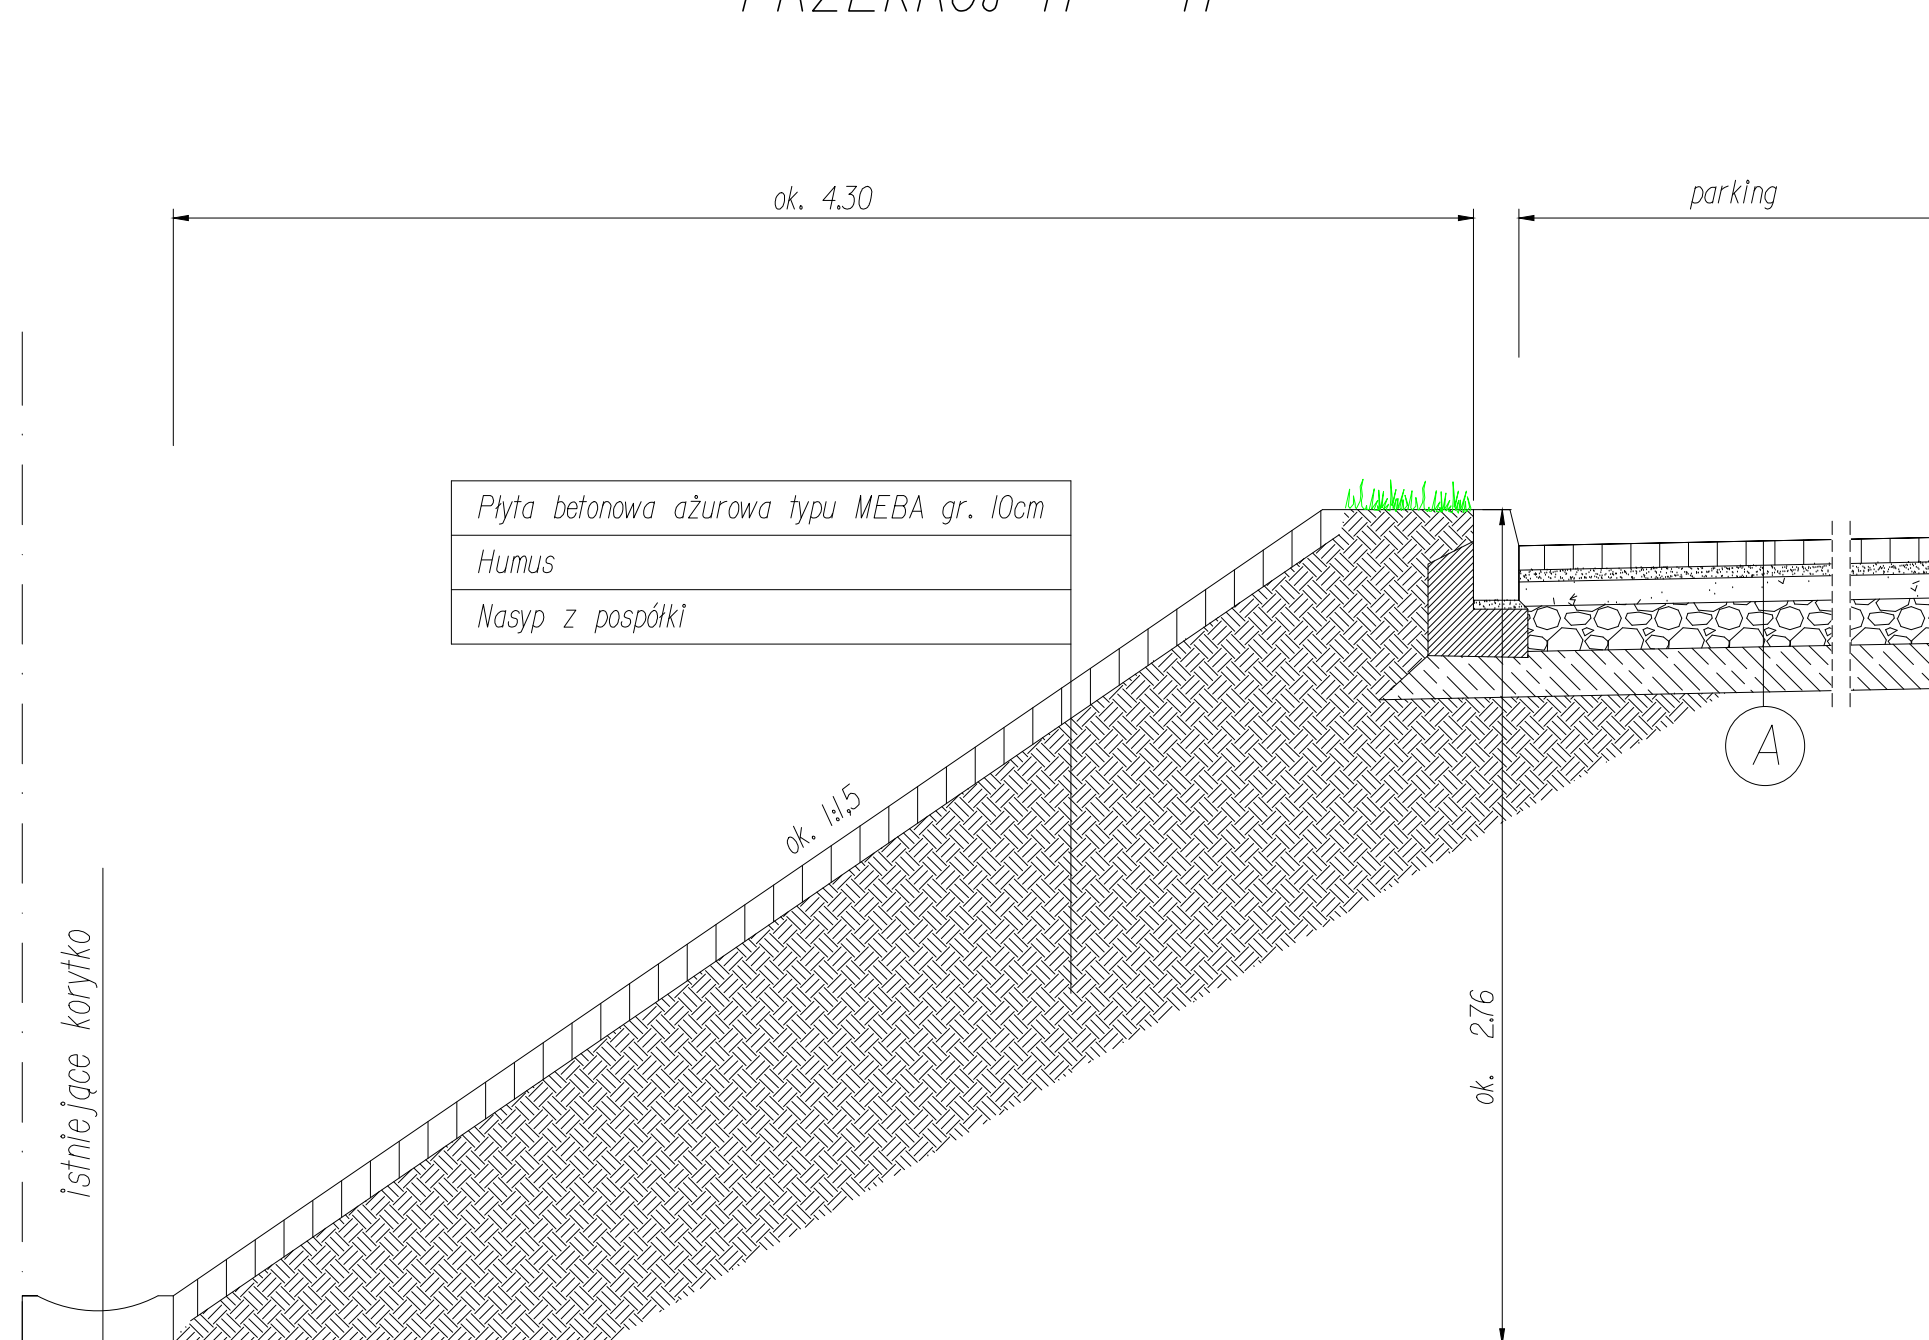 ok. 4.30
parking
Płyta betonowa ażurowa typu MEBA gr. 10cm
Humus
Nasyp z pospółki
A
ok. 1:1,5
istniejące korytko
ok. 2.76